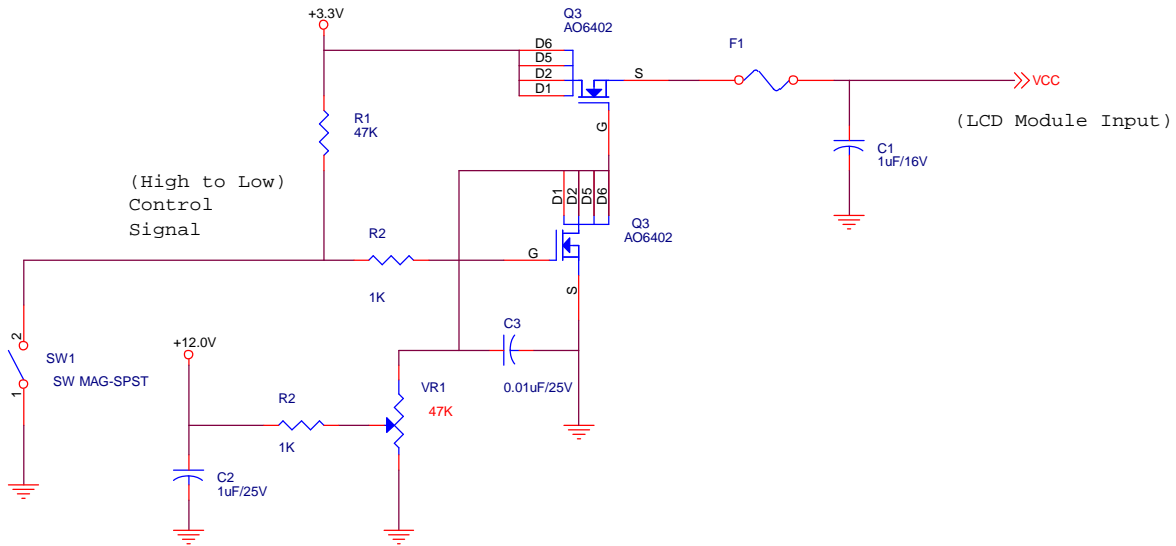 +3.3V
Q3
AO6402
D6
D5
D2
D1
S
G
F1
VCC
(LCD Module Input)
C1
1uF/16V
R1
47K
(High to Low)
Control
Signal
D1
D2
D5
D6
Q3
AO6402
R2
1K
G
S
C3
0.01uF/25V
2
1
SW1
SW MAG-SPST
+12.0V
R2
1K
VR1
47K
C2
1uF/25V